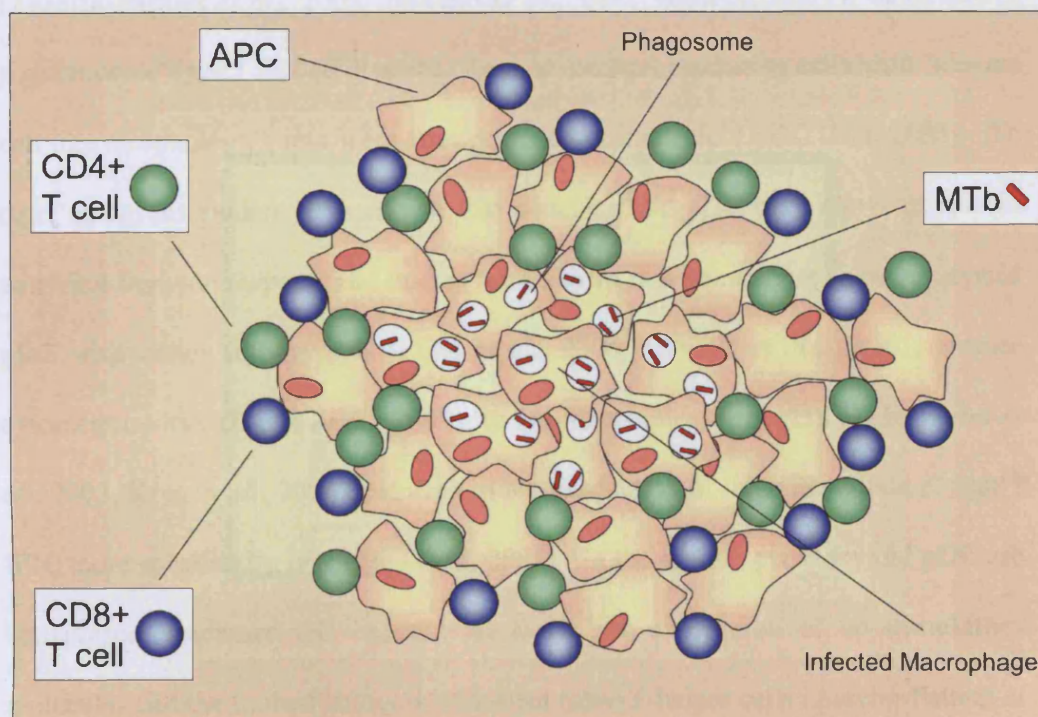 APC
Phagosome
CD4+
T cell
MTb
CD8+
T cell
Infected Macrophage